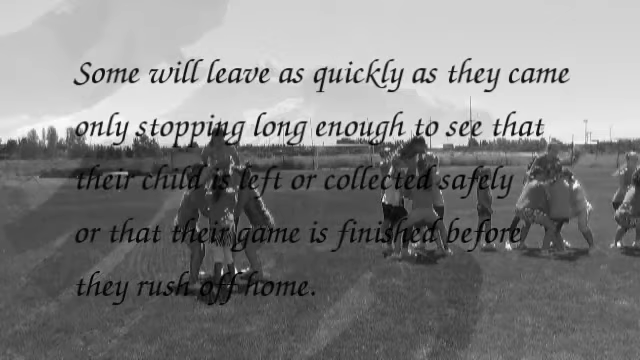 Some will leave as quickly as they came
only stopping long enough to see that
their child is left or collected safely
or that their game is finished before
they rush off home.